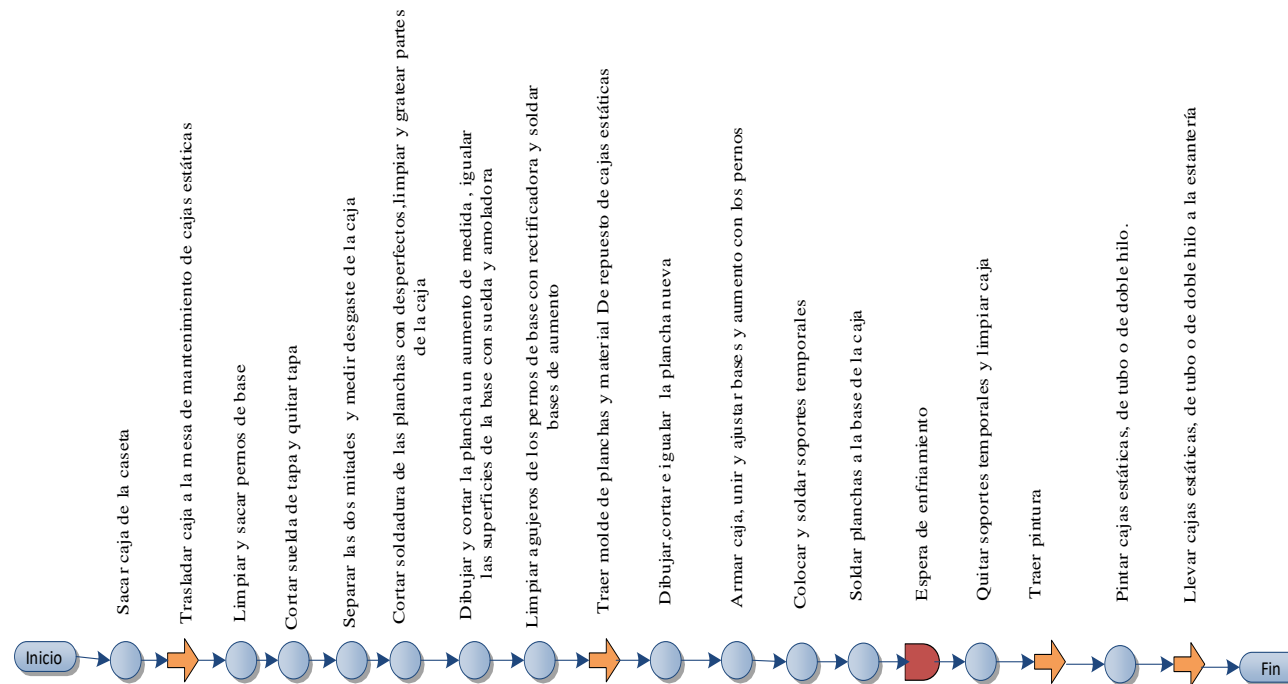 Inicio
Sacar caja de la caseta
Trasladar caja a la mesa de mantenimiento de cajas estáticas
Limpiar y sacar pernos de base
Cortar suelda de tapa y quitar tapa
Separar las dos mitades y medir desgaste de la caja
Cortar soldadura de las planchas con desperfectos,limpiar y gratear partes
de la caja
Dibujar y cortar la plancha un aumento de medida , igualar
las superficies de la base con suelda y amoladora
Limpiar agujeros de los pernos de base con rectificadora y soldar
bases de aumento
Traer molde de planchas y material De repuesto de cajas estáticas
Dibujar,cortar e igualar la plancha nueva
Armar caja, unir y ajustar bases y aumento con los pernos
Colocar y soldar soportes temporales
Soldar planchas a la base de la caja
Espera de enfriamiento
Quitar soportes temporales y limpiar caja
Traer pintura
Pintar cajas estáticas, de tubo o de doble hilo.
Llevar cajas estáticas, de tubo o de doble hilo a la estantería
Fin